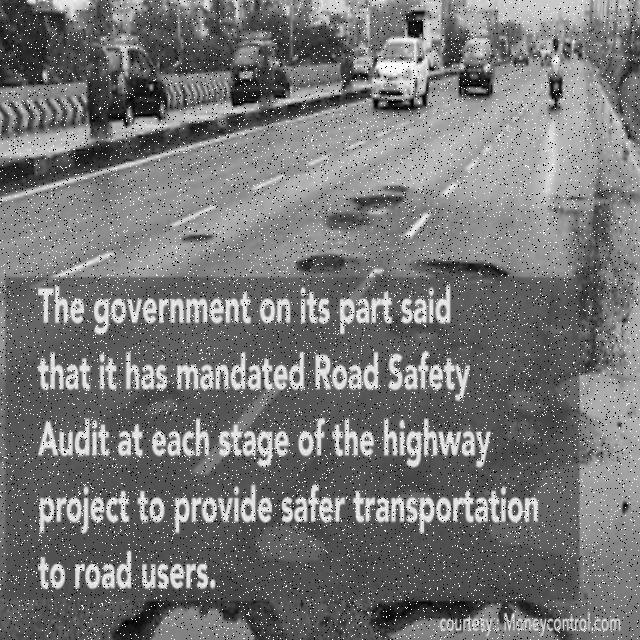 The government on its part said
that it has mandated Road Safety
Audit at each stage of the highway
project to provide safer transportation
to road users.
courtesy : Moneycontrol.com